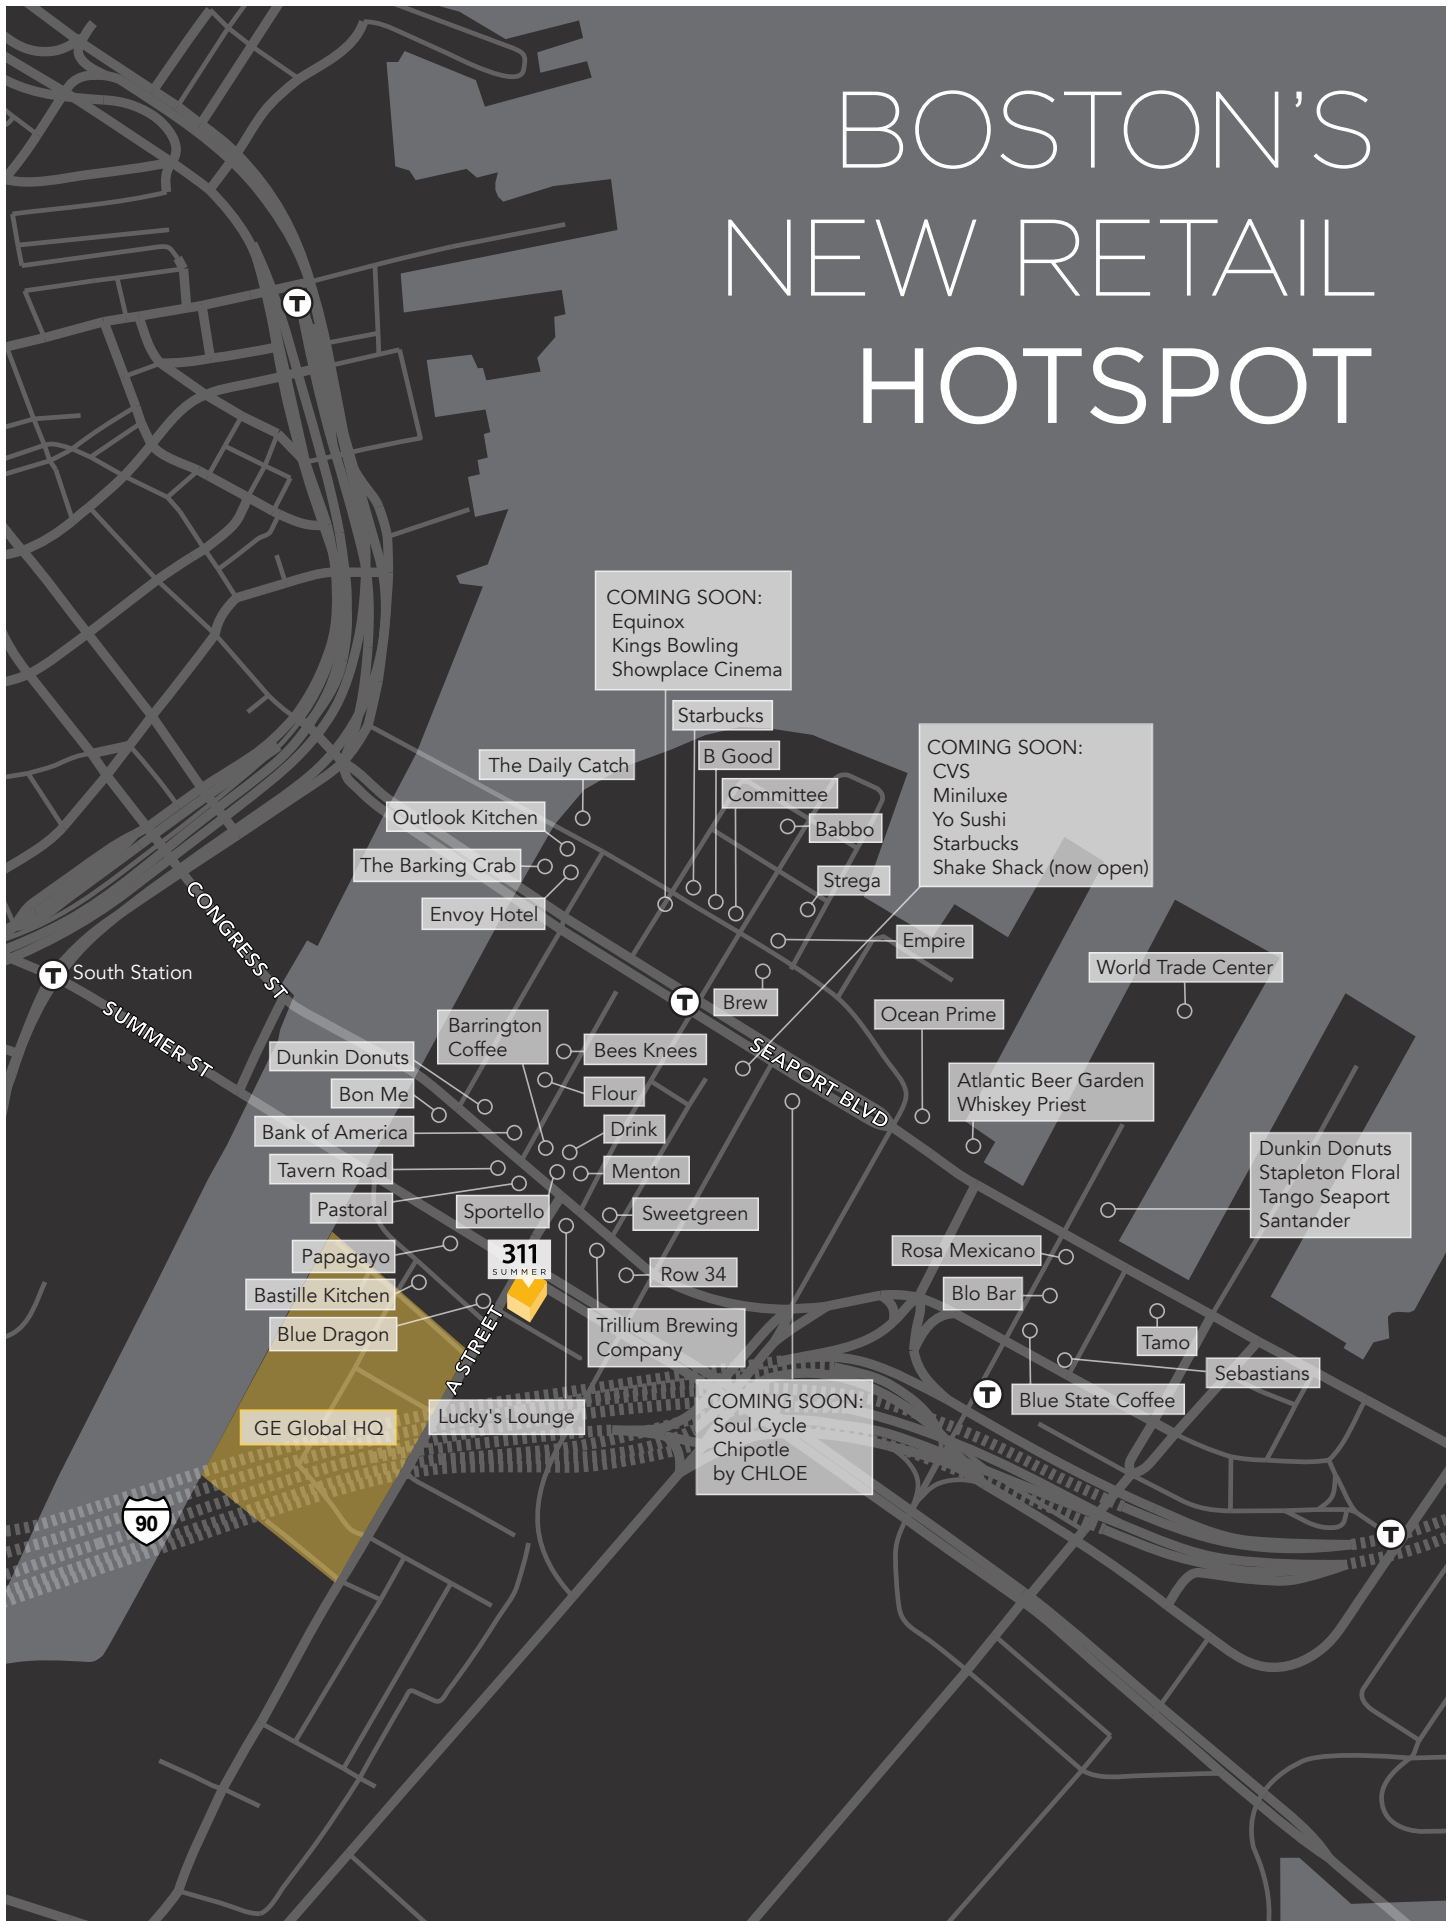 BOSTON'S
NEW RETAIL
HOTSPOT
T
COMING SOON:
Equinox
Kings Bowling
Showplace Cinema
Starbucks
B Good
The Daily Catch
Committee
Outlook Kitchen
Babbo
The Barking Crab
Strega
Envoy Hotel
COMING SOON:
CVS
Miniluxe
Yo Sushi
Starbucks
Shake Shack (now open)
Empire
CONGRESS ST
T
South Station
SUMMER ST
T
Brew
World Trade Center
Ocean Prime
SEAPORT BLVD
Barrington
Coffee
Bees Knees
Dunkin Donuts
Flour
Bon Me
Atlantic Beer Garden
Whiskey Priest
Bank of America
Drink
Tavern Road
Menton
Pastoral
Sportello
Sweetgreen
Dunkin Donuts
Stapleton Floral
Tango Seaport
Santander
Papagayo
311
SUMMER
Rosa Mexicano
Row 34
Bastille Kitchen
Blo Bar
Blue Dragon
Trillium Brewing
Company
Tamo
A STREET
Sebastians
T
Blue State Coffee
Lucky's Lounge
GE Global HQ
COMING SOON:
Soul Cycle
Chipotle
by CHLOE
90
T